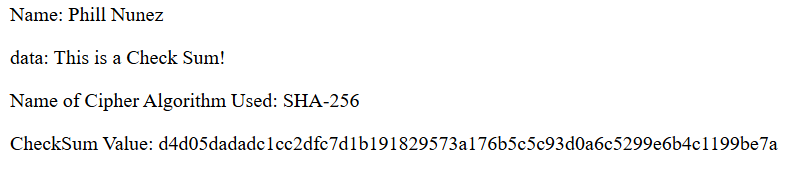 Name: Phill Nunez
data: This is a Check Sum!
Name of Cipher Algorithm Used: SHA-256
CheckSum Value: d4d05dadadc1cc2dfc7d1b191829573a176b5c5c93d0a6c5299e6b4c1199be7a